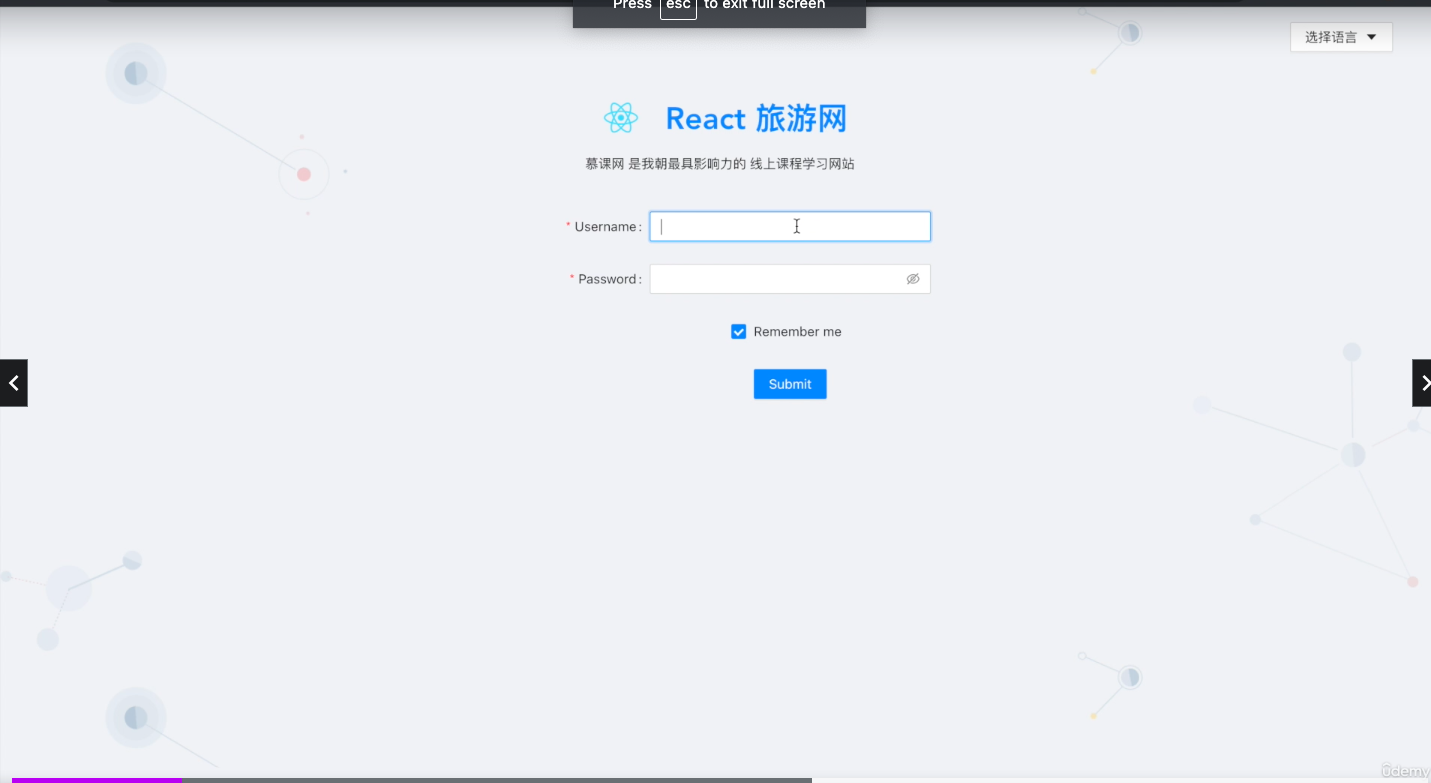 Press esc to exit full screen
选择语言
React 旅游网
慕课网 是我朝最具影响力的 线上课程学习网站
* Username :
* Password :
Remember me
Submit
ûdemy